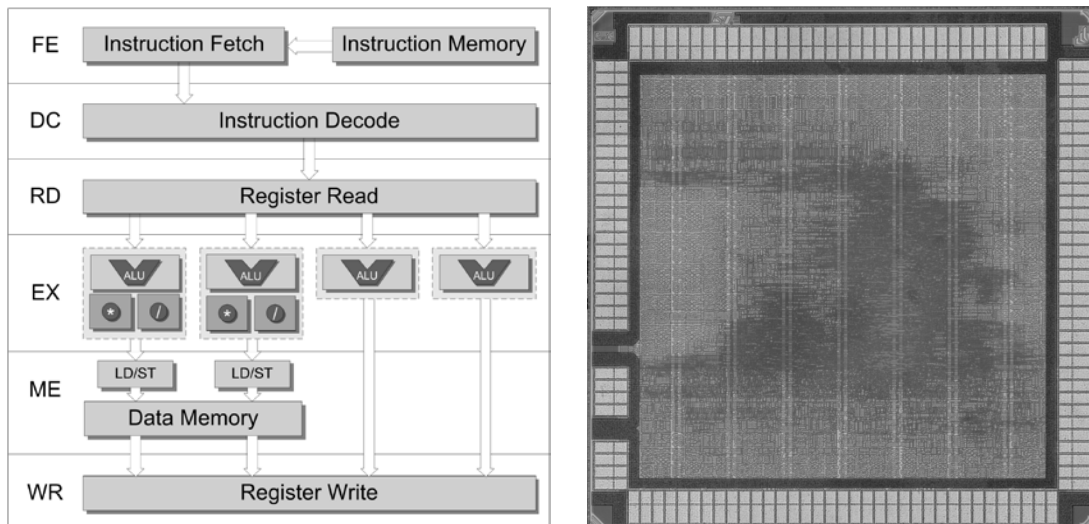 FE
Instruction Fetch
Instruction Memory
DC
Instruction Decode
RD
Register Read
EX
ALU
ALU
ALU
ALU
*
/
*
/
ME
LD/ST
LD/ST
Data Memory
WR
Register Write